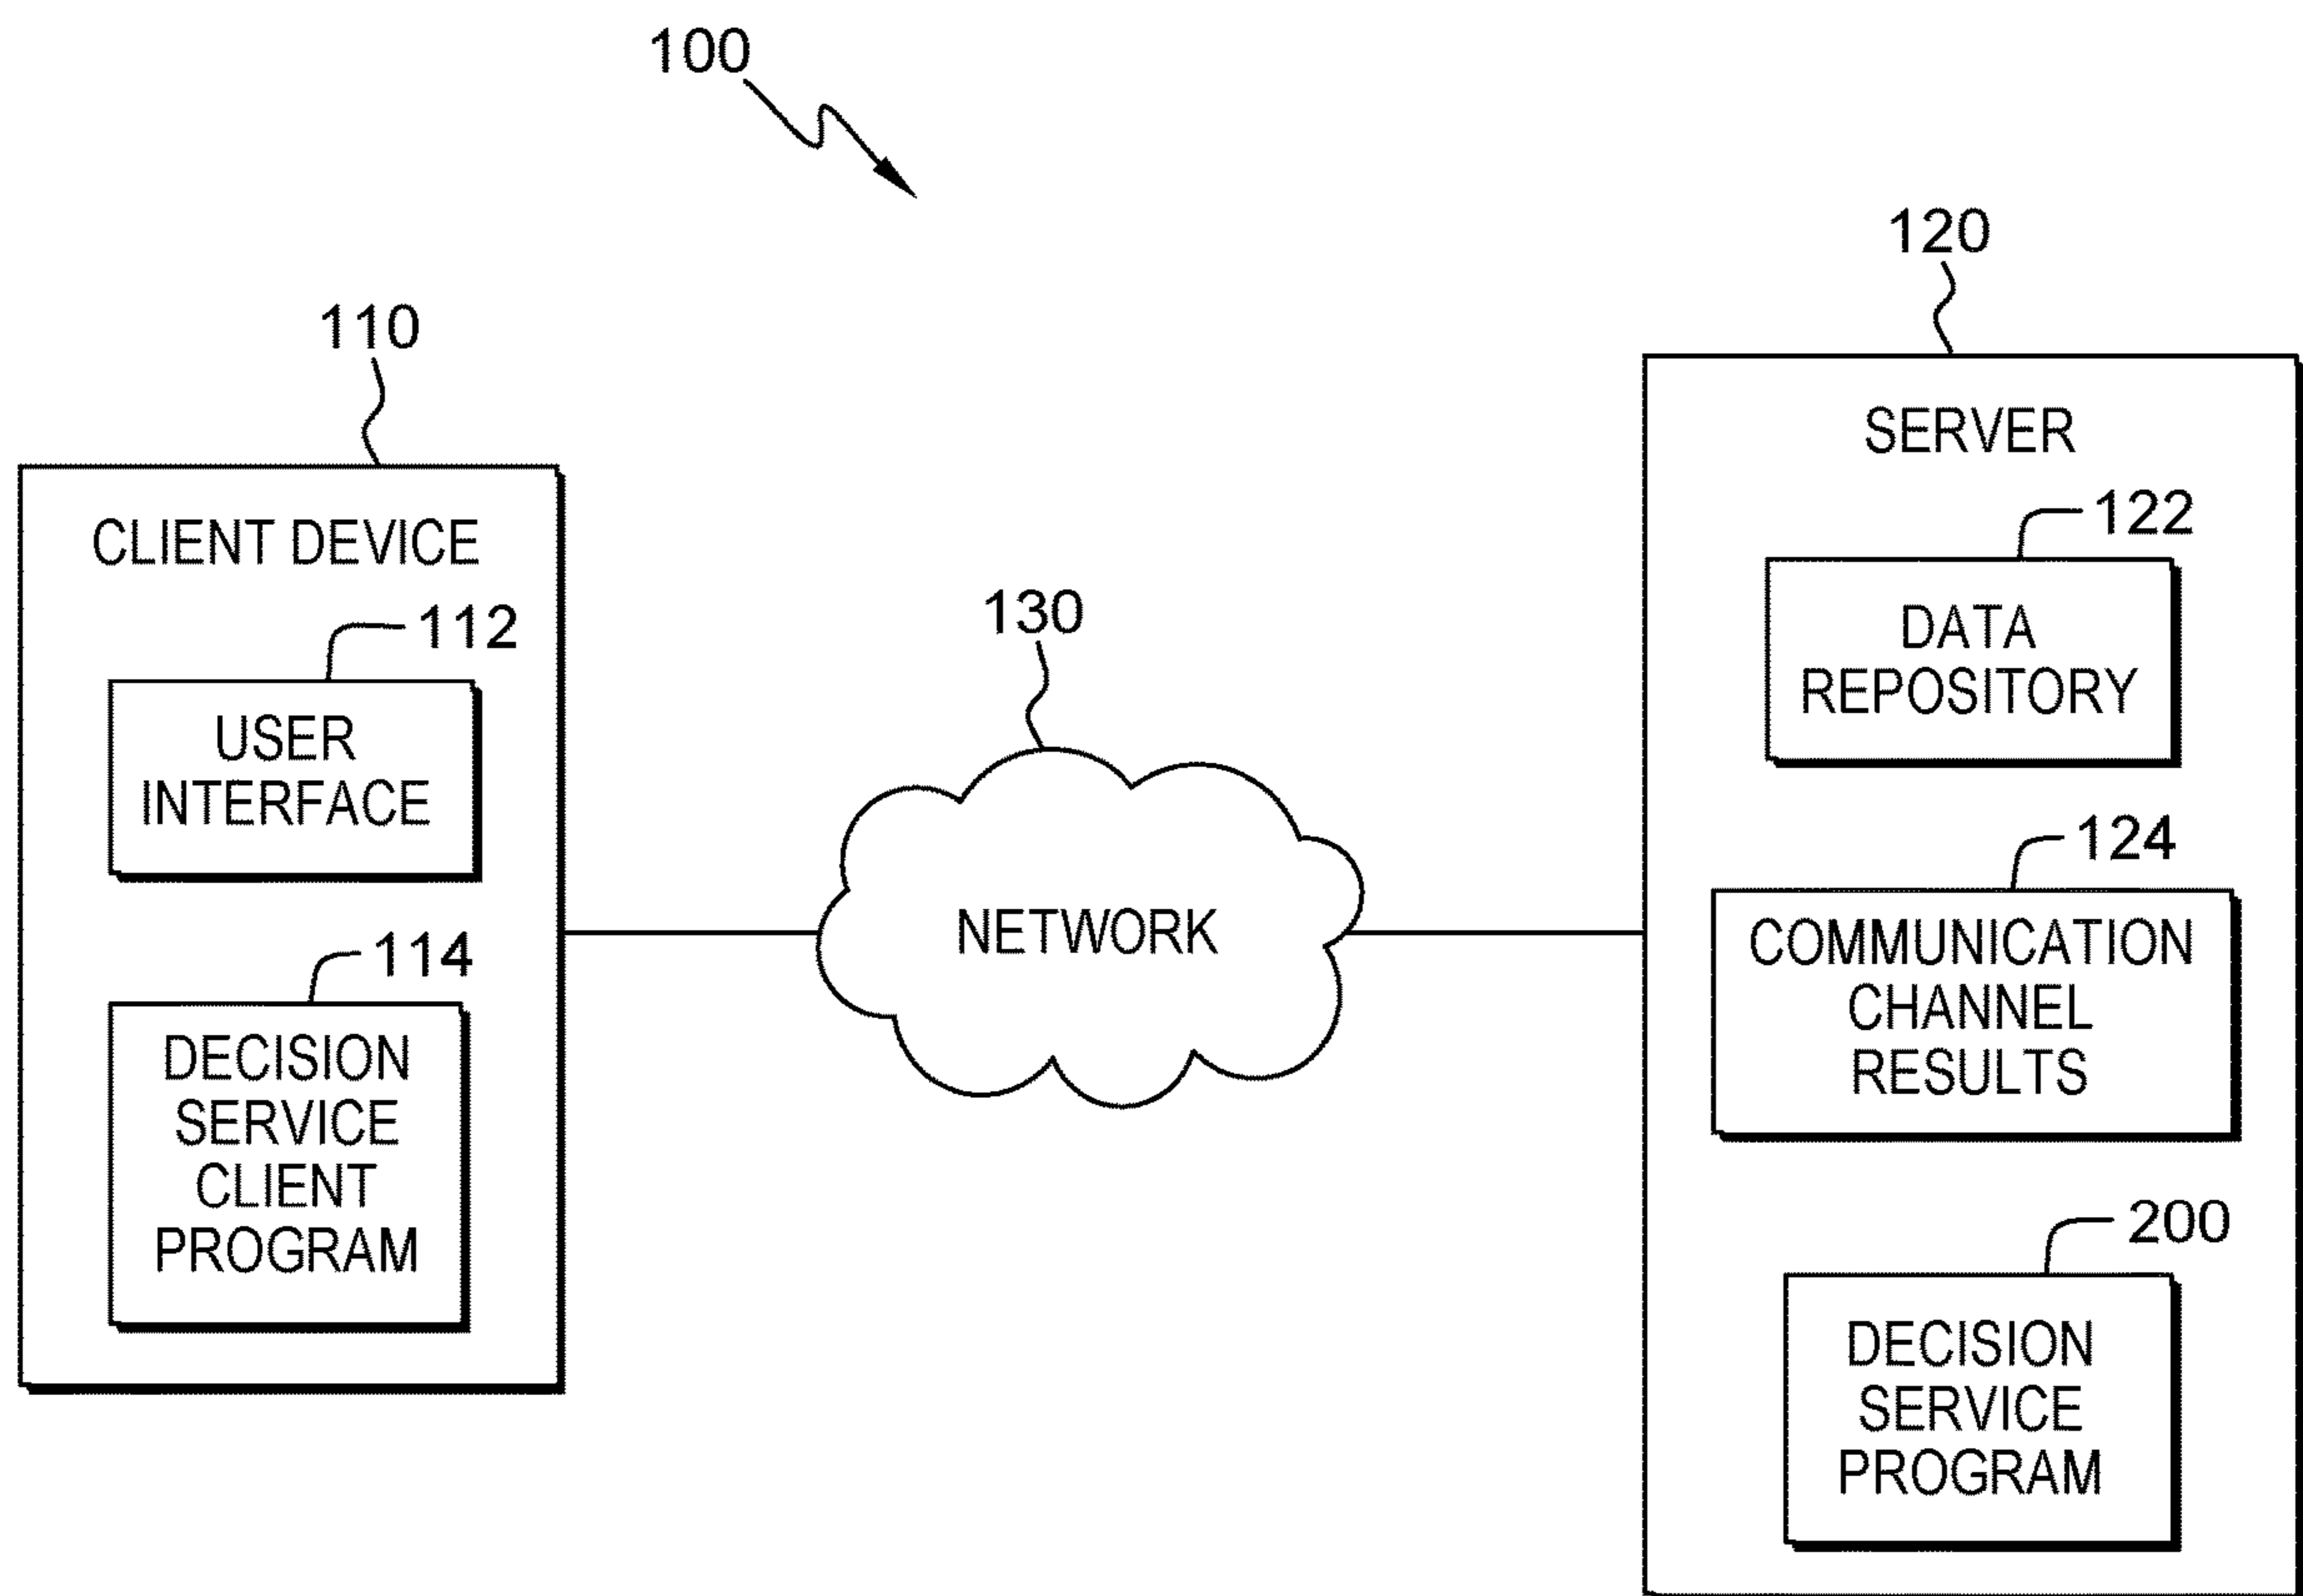 100
110
CLIENT DEVICE
112
USER
INTERFACE
114
DECISION
SERVICE
CLIENT
PROGRAM
130
NETWORK
120
SERVER
122
DATA
REPOSITORY
124
COMMUNICATION
CHANNEL
RESULTS
200
DECISION
SERVICE
PROGRAM